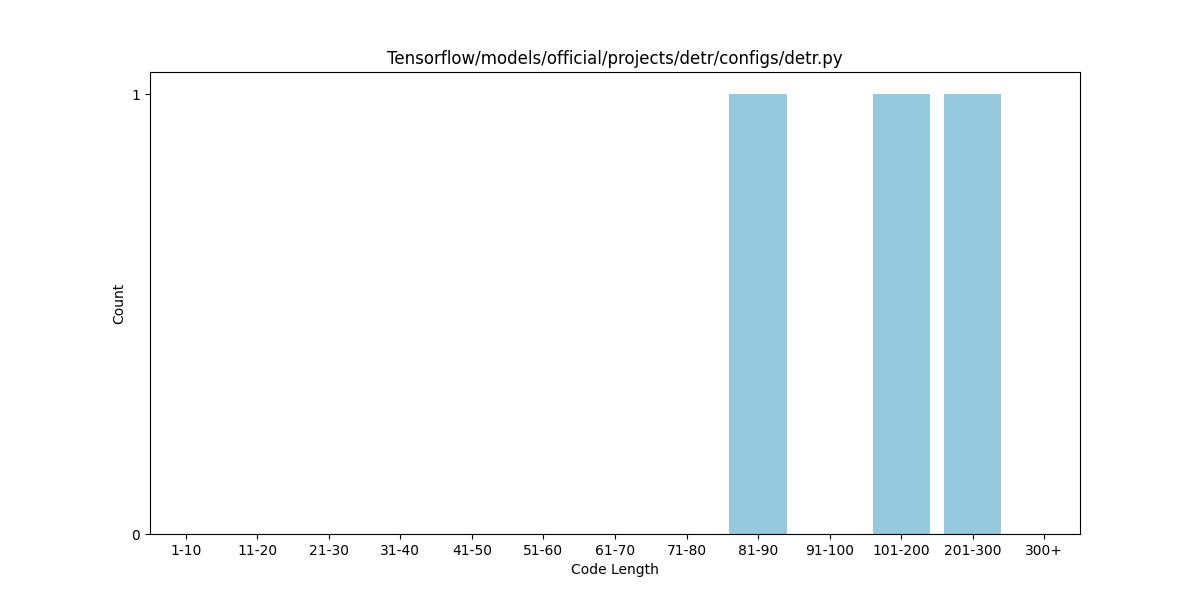 Tensorflow/models/official/projects/detr/configs/detr.py
1
Count
0
1-10 11-20 21-30 31-40 41-50 51-60 61-70 71-80 81-90 91-100 101-200 201-300 300+
Code Length